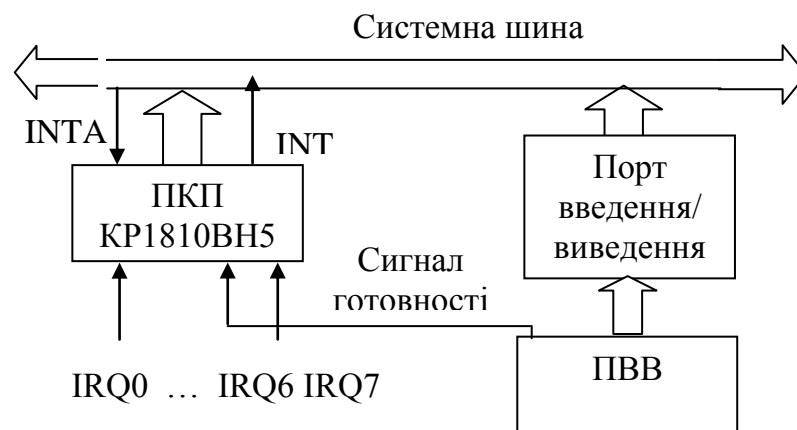 Системна шина
INTA
INT
ПКП
КР1810ВН5
Порт
введення/
виведення
Сигнал
готовності
IRQ0 … IRQ6 IRQ7
ПВВ